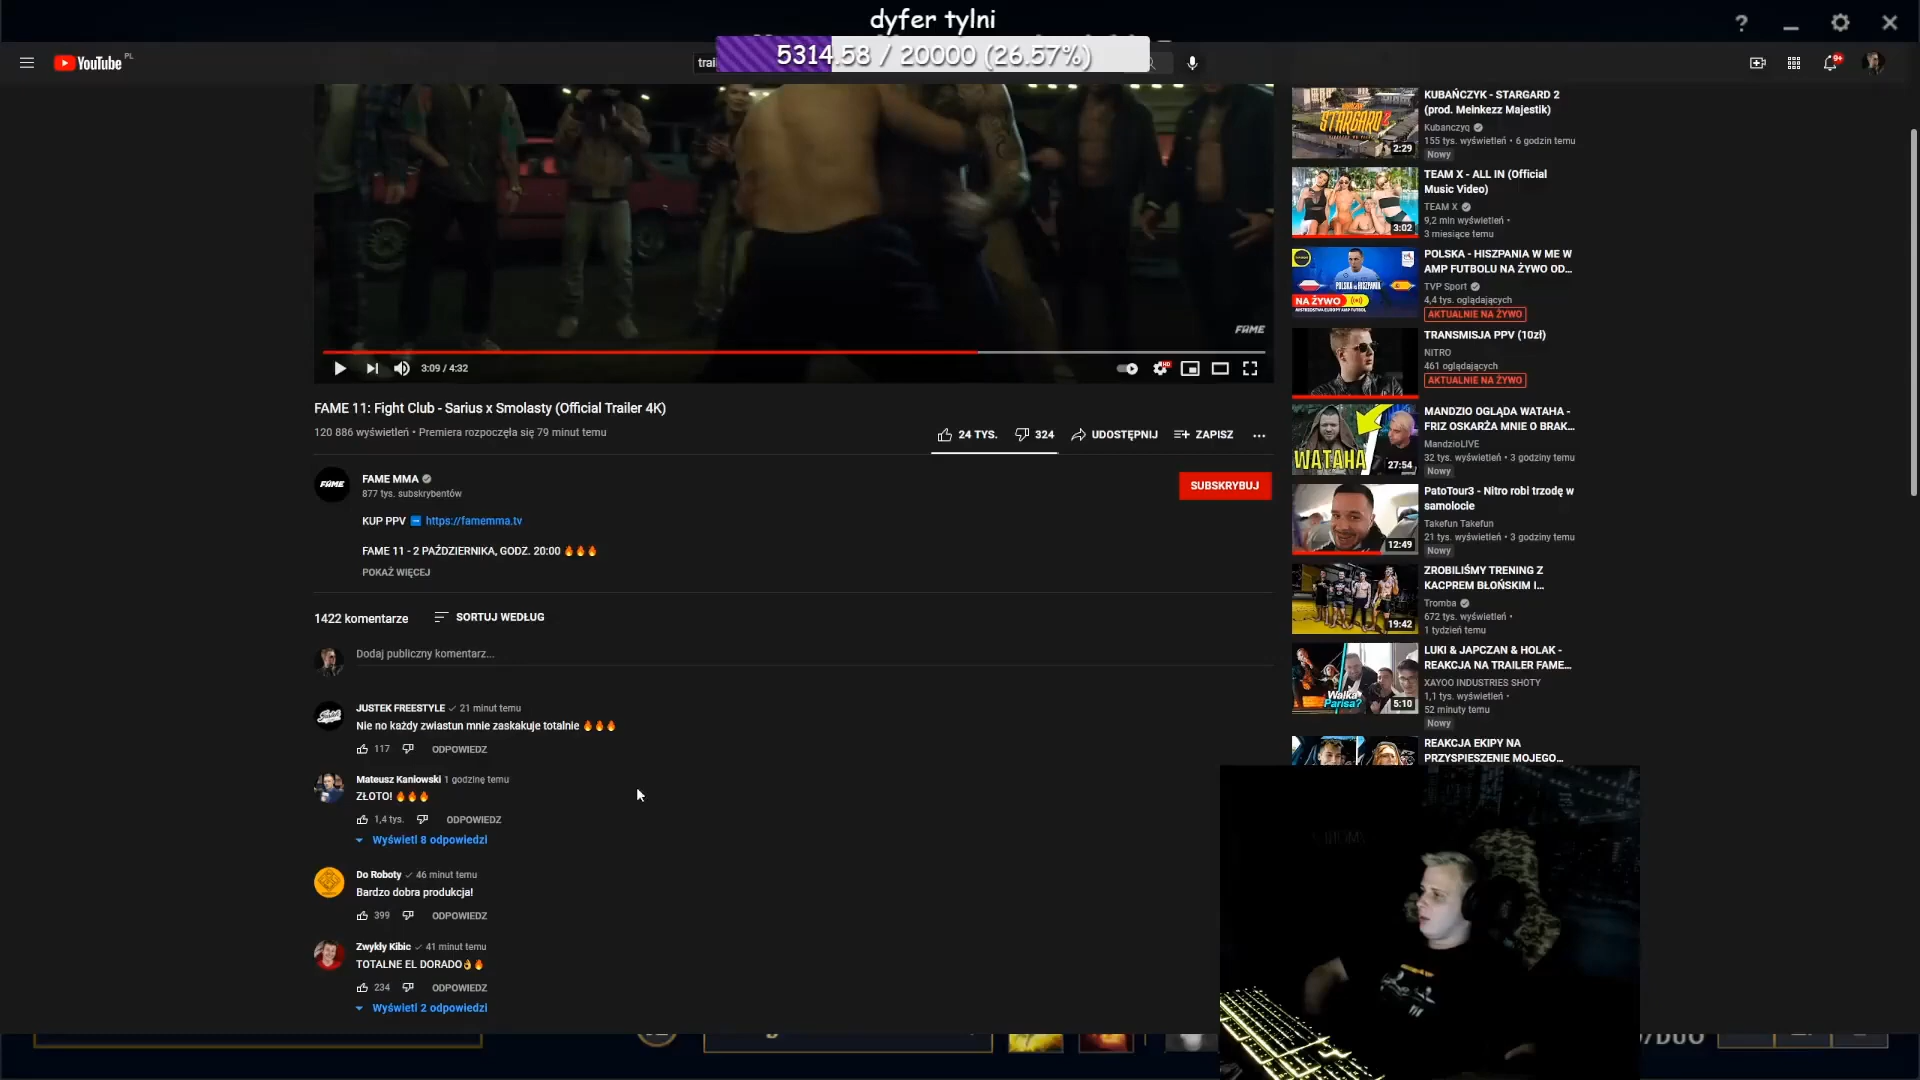 dyfer tylni
5314.58 / 20000 (26.57%)
YouTube PL
trai
9+
FAME
3:09 / 4:32
HD
FAME 11: Fight Club - Sarius x Smolasty (Official Trailer 4K)
120 886 wyświetleń • Premiera rozpoczęła się 79 minut temu
24 TYS.
324
UDOSTĘPNIJ
ZAPISZ
FAME
FAME MMA
877 tys. subskrybentów
SUBSKRYBUJ
KUP PPV https://famemma.tv
FAME 11 - 2 PAŹDZIERNIKA, GODZ. 20:00 🔥🔥🔥
POKAŻ WIĘCEJ
1422 komentarze
SORTUJ WEDŁUG
Dodaj publiczny komentarz...
JUSTEK FREESTYLE 21 minut temu
Nie no każdy zwiastun mnie zaskakuje totalnie 🔥🔥🔥
117
ODPOWIEDZ
Mateusz Kaniowski 1 godzinę temu
ZŁOTO! 🔥🔥🔥
1,4 tys.
ODPOWIEDZ
Wyświetl 8 odpowiedzi
Do Roboty 46 minut temu
Bardzo dobra produkcja!
399
ODPOWIEDZ
Zwykły Kibic 41 minut temu
TOTALNE EL DORADO👌🔥
234
ODPOWIEDZ
Wyświetl 2 odpowiedzi
STARGARD 2
2:29
KUBAŃCZYK - STARGARD 2
(prod. Meinkezz Majestik)
Kubanczyq
155 tys. wyświetleń • 6 godzin temu
Nowy
3:02
TEAM X - ALL IN (Official
Music Video)
TEAM X
9,2 mln wyświetleń •
3 miesiące temu
POLSKA HISZPANIA
NA ŻYWO
POLSKA - HISZPANIA W ME W
AMP FUTBOLU NA ŻYWO OD...
TVP Sport
4,4 tys. oglądających
AKTUALNIE NA ŻYWO
TRANSMISJA PPV (10zł)
NITRO
461 oglądających
AKTUALNIE NA ŻYWO
WATAHA
27:54
MANDZIO OGLĄDA WATAHA -
FRIZ OSKARŻA MNIE O BRAK...
MandzioLIVE
32 tys. wyświetleń • 3 godziny temu
Nowy
12:49
PatoTour3 - Nitro robi trzodę w
samolocie
Takefun Takefun
21 tys. wyświetleń • 3 godziny temu
Nowy
19:42
ZROBILIŚMY TRENING Z
KACPREM BŁOŃSKIM I...
Tromba
672 tys. wyświetleń •
1 tydzień temu
Walka
Parisa?
5:10
LUKI & JAPCZAN & HOLAK -
REAKCJA NA TRAILER FAME...
XAYOO INDUSTRIES SHOTY
1,1 tys. wyświetleń •
52 minuty temu
Nowy
REAKCJA EKIPY NA
PRZYSPIESZENIE MOJEGO...
/DUO